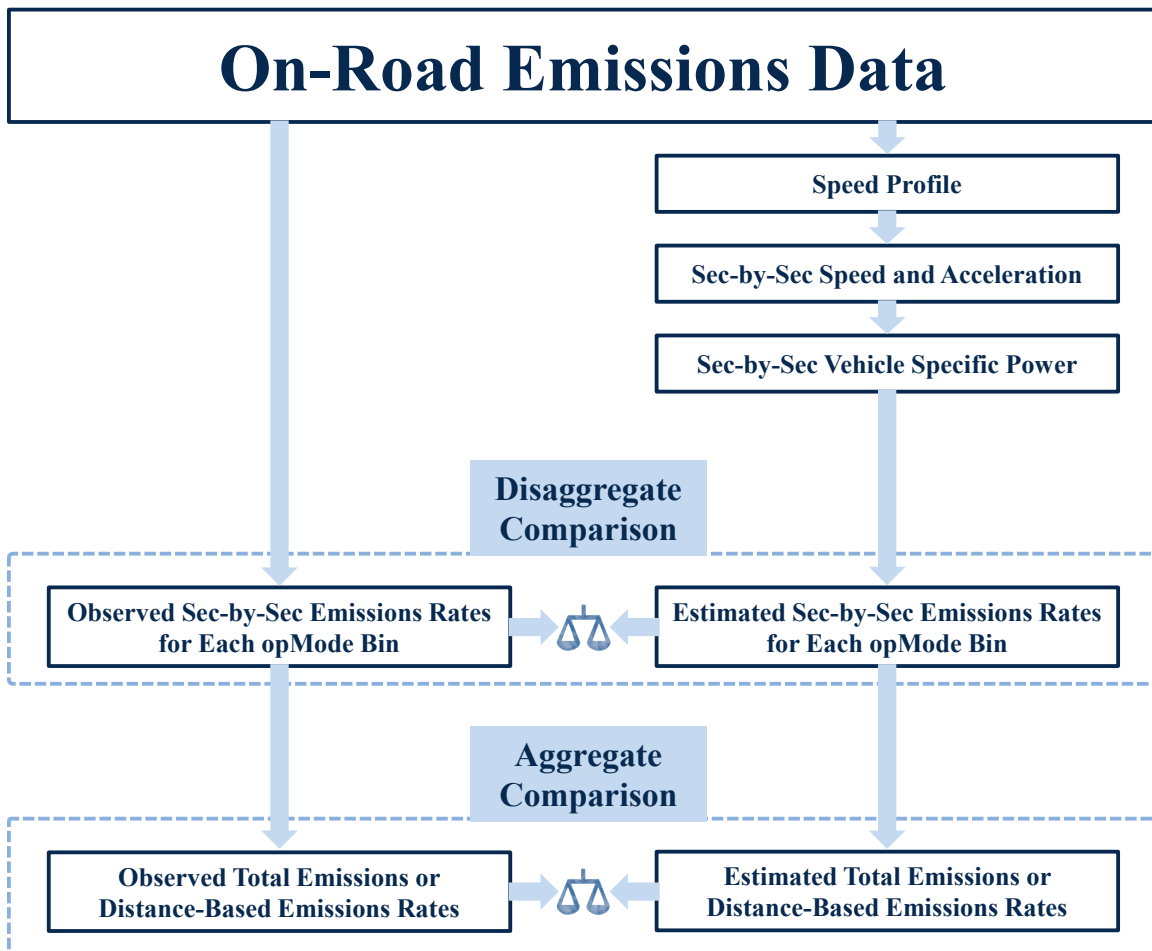 On-Road Emissions Data
Speed Profile
Sec-by-Sec Speed and Acceleration
Sec-by-Sec Vehicle Specific Power
Disaggregate
Comparison
Observed Sec-by-Sec Emissions Rates
for Each opMode Bin
Estimated Sec-by-Sec Emissions Rates
for Each opMode Bin
Aggregate
Comparison
Observed Total Emissions or
Distance-Based Emissions Rates
Estimated Total Emissions or
Distance-Based Emissions Rates